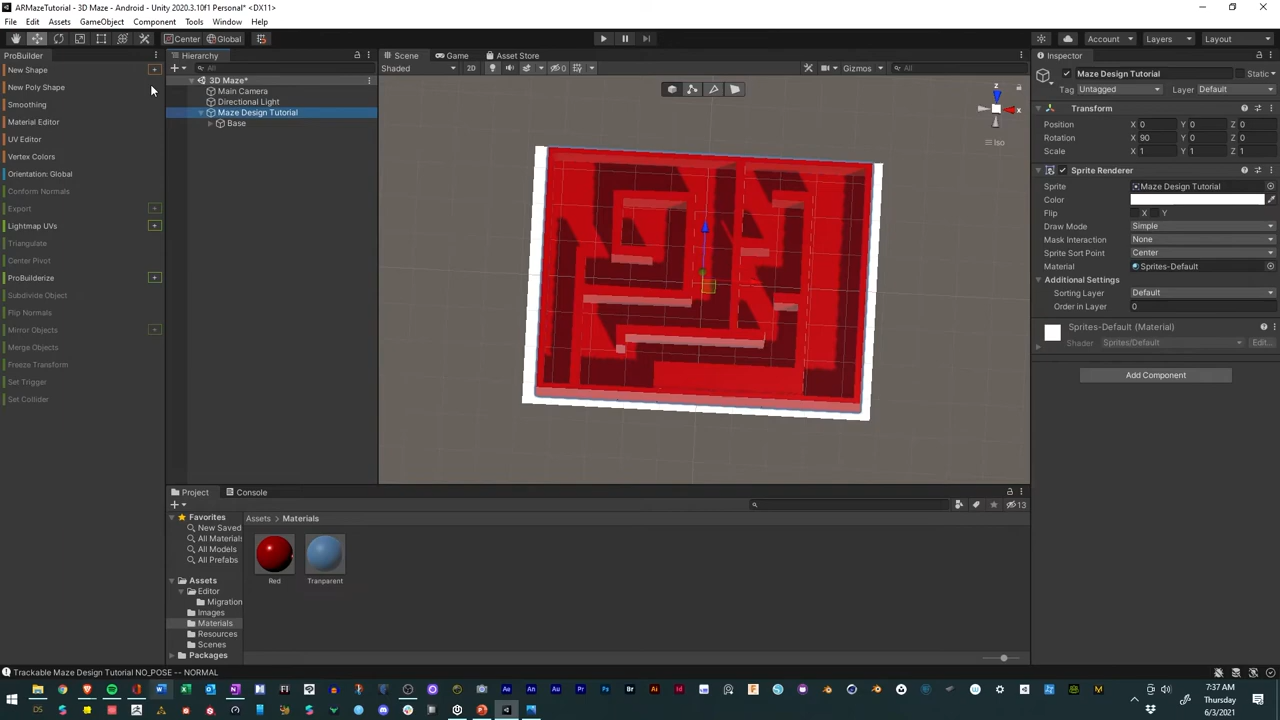 ARMazeTutorial - 3D Maze - Android - Unity 2020.3.10f1 Personal* <DX11>
File Edit Assets GameObject Component Tools Window Help
Center Global
Account Layers Layout
ProBuilder
New Shape
New Poly Shape
Smoothing
Material Editor
UV Editor
Vertex Colors
Orientation: Global
Conform Normals
Export
Lightmap UVs
Triangulate
Center Pivot
ProBuilderize
Subdivide Object
Flip Normals
Mirror Objects
Merge Objects
Freeze Transform
Set Trigger
Set Collider
Hierarchy
All
3D Maze*
Main Camera
Directional Light
Maze Design Tutorial
Base
Scene Game Asset Store
Shaded 2D 0 Gizmos All
x
z
Iso
Inspector
Maze Design Tutorial Static
Tag Untagged Layer Default
Transform
Position X 0 Y 0 Z 0
Rotation X 90 Y 0 Z 0
Scale X 1 Y 1 Z 1
Sprite Renderer
Sprite Maze Design Tutorial
Color
Flip X Y
Draw Mode Simple
Mask Interaction None
Sprite Sort Point Center
Material Sprites-Default
Additional Settings
Sorting Layer Default
Order in Layer 0
Sprites-Default (Material)
Shader Sprites/Default Edit...
Add Component
Project Console
13
Favorites
New Saved
All Materials
All Models
All Prefabs
Assets
Editor
Migration
Images
Materials
Resources
Scenes
Packages
Assets > Materials
Red Tranparent
Trackable Maze Design Tutorial NO_POSE -- NORMAL
7:37 AM
Thursday
6/3/2021